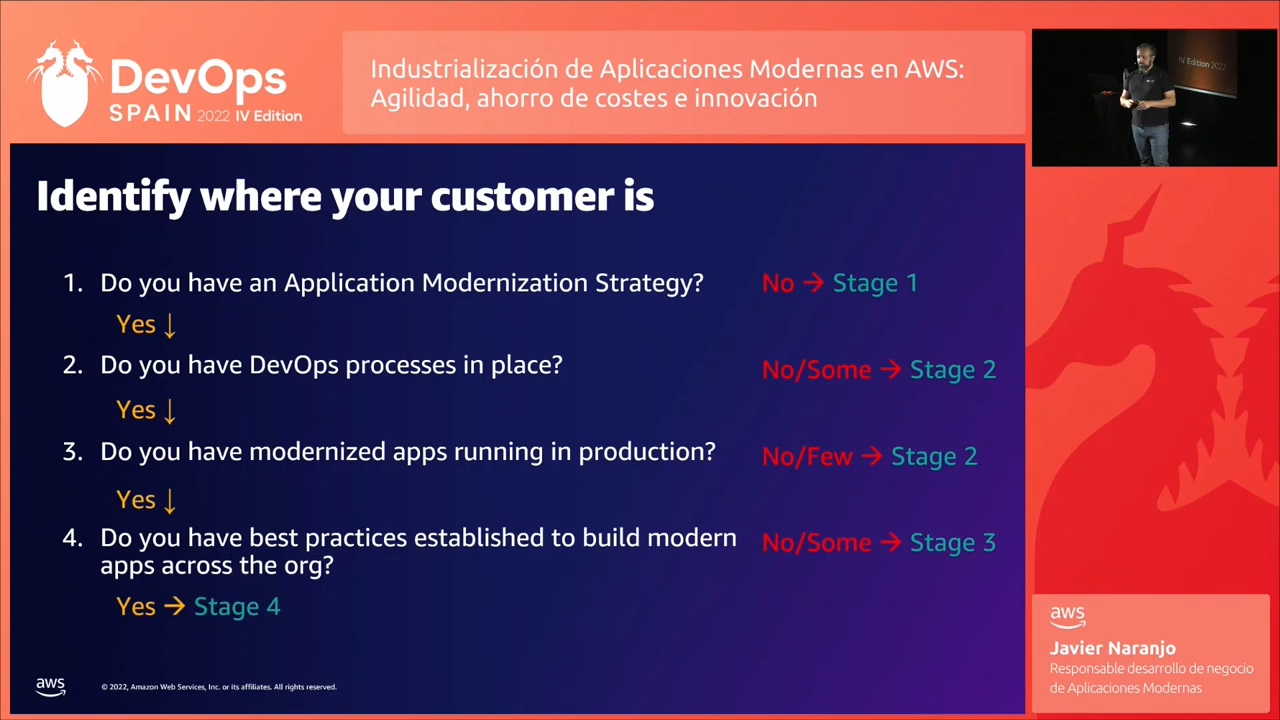 DevOps
SPAIN 2022 IV Edition
Industrialización de Aplicaciones Modernas en AWS:
Agilidad, ahorro de costes e innovación
IV Edition 2022
Identify where your customer is
1. Do you have an Application Modernization Strategy? No → Stage 1
Yes ↓
2. Do you have DevOps processes in place? No/Some → Stage 2
Yes ↓
3. Do you have modernized apps running in production? No/Few → Stage 2
Yes ↓
4. Do you have best practices established to build modern
apps across the org? No/Some → Stage 3
Yes → Stage 4
aws
© 2022, Amazon Web Services, Inc. or its affiliates. All rights reserved.
aws
Javier Naranjo
Responsable desarrollo de negocio
de Aplicaciones Modernas